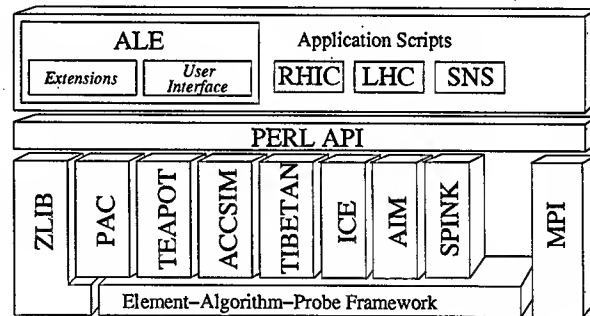 ALE
Application Scripts
Extensions
User
Interface
RHIC
LHC
SNS
PERL API
ZLIB
PAC
TEAPOT
ACCSIM
TIBETAN
ICE
AIM
SPINK
MPI
Element–Algorithm–Probe Framework